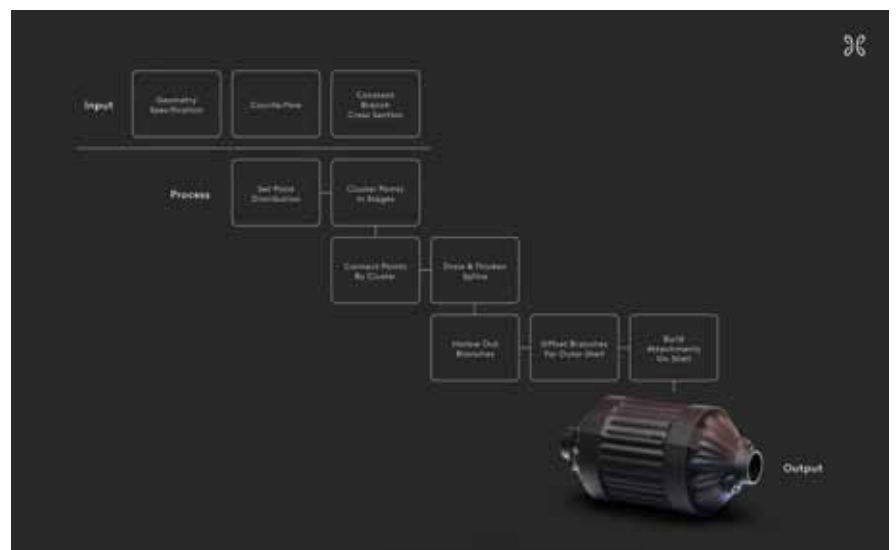 Input
Geometry
Specification
Counterflow
Constant
Branch
Cross Section
Process
Set Point
Distribution
Cluster Points
In Stages
Connect Points
By Cluster
Draw & Thicken
Spline
Hollow Out
Branches
Offset Branches
For Outer Shell
Build
Attachments
On Shell
Output